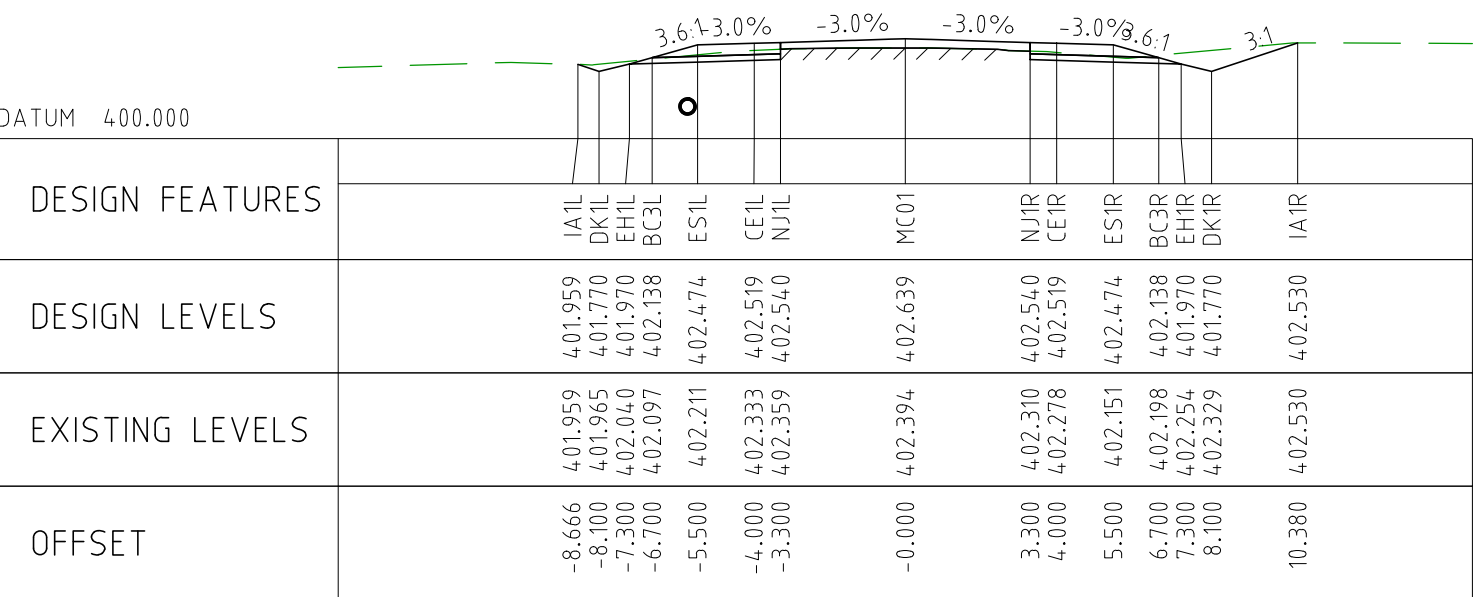 3.6:1 -3.0% -3.0% -3.0% -3.0% 3.6:1 3:1
DATUM 400.000
DESIGN FEATURES IA1L DK1L EH1L BC3L ES1L CE1L NJ1L MC01 NJ1R CE1R ES1R BC3R EH1R DK1R IA1R
DESIGN LEVELS 401.959 401.770 401.970 402.138 402.474 402.519 402.540 402.639 402.540 402.519 402.474 402.138 401.970 401.770 402.530
EXISTING LEVELS 401.959 401.965 402.040 402.097 402.211 402.333 402.359 402.394 402.310 402.278 402.151 402.198 402.254 402.329 402.530
OFFSET -8.666 -8.100 -7.300 -6.700 -5.500 -4.000 -3.300 -0.000 3.300 4.000 5.500 6.700 7.300 8.100 10.380